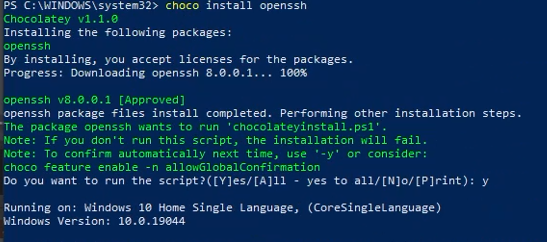 PS C:\WINDOWS\system32> choco install openssh
Chocolatey v1.1.0
Installing the following packages:
openssh
By installing, you accept licenses for the packages.
Progress: Downloading openssh 8.0.0.1... 100%

openssh v8.0.0.1 [Approved]
openssh package files install completed. Performing other installation steps.
The package openssh wants to run 'chocolateyinstall.ps1'.
Note: If you don't run this script, the installation will fail.
Note: To confirm automatically next time, use '-y' or consider:
choco feature enable -n allowGlobalConfirmation
Do you want to run the script?([Y]es/[A]ll - yes to all/[N]o/[P]rint): y

Running on: Windows 10 Home Single Language, (CoreSingleLanguage)
Windows Version: 10.0.19044